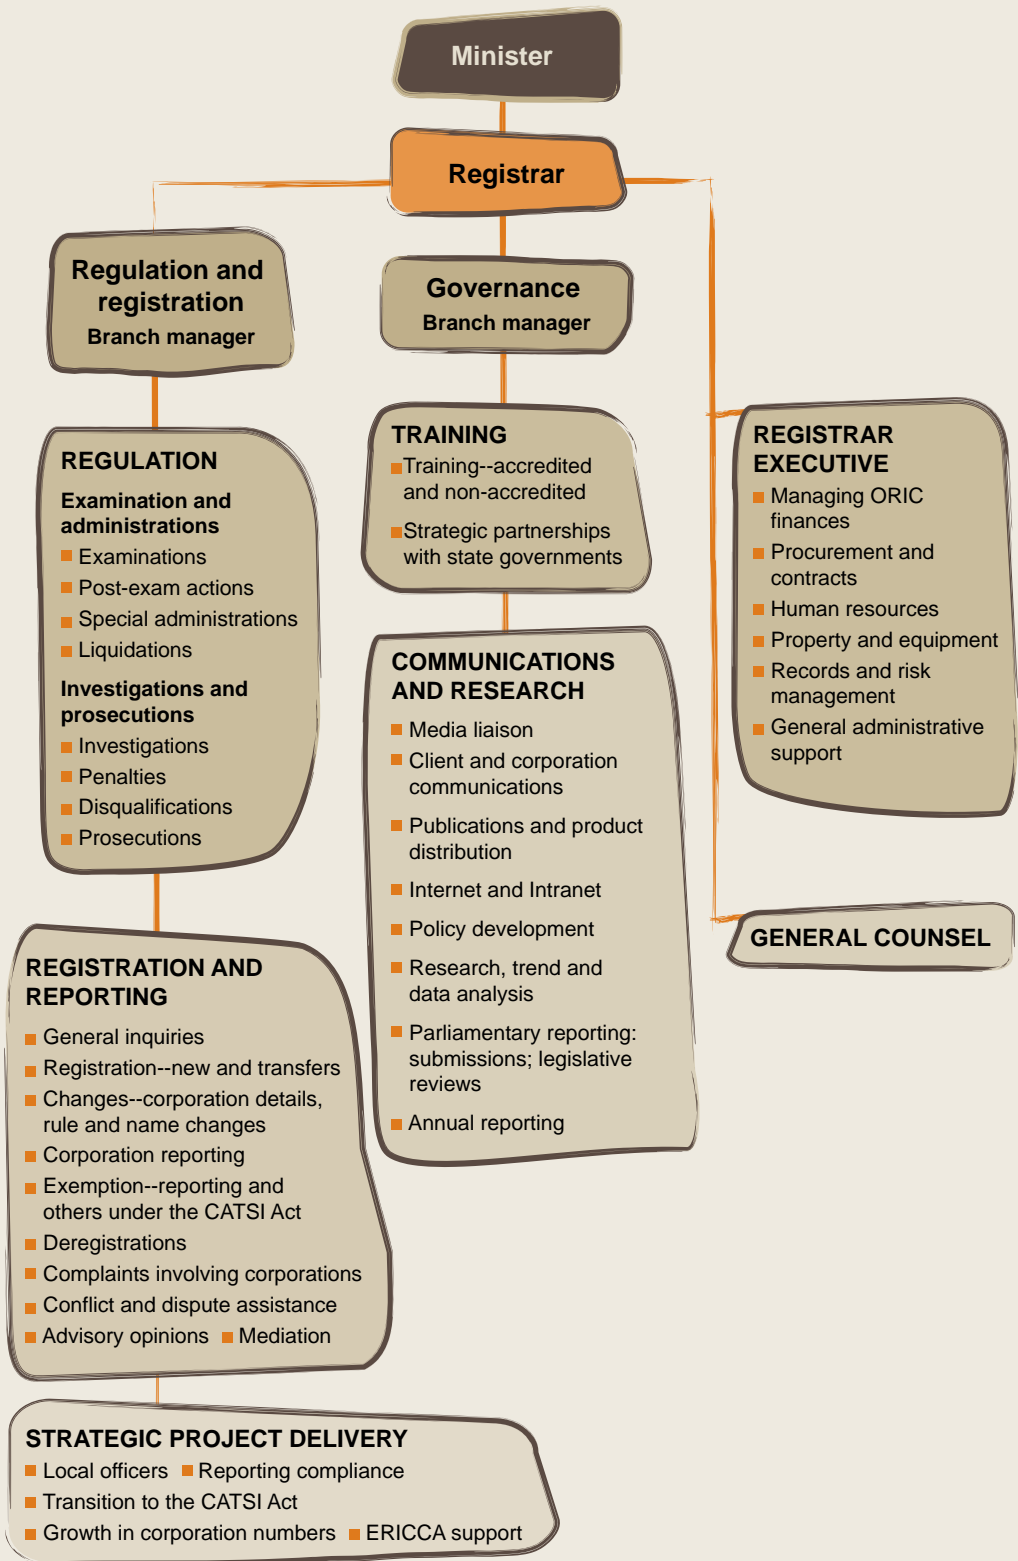 Minister
Registrar
Regulation and
registration
Branch manager
Governance
Branch manager
REGULATION
Examination and
administrations
Examinations
Post-exam actions
Special administrations
Liquidations
Investigations and
prosecutions
Investigations
Penalties
Disqualifications
Prosecutions
TRAINING
Training--accredited
and non-accredited
Strategic partnerships
with state governments
REGISTRAR
EXECUTIVE
Managing ORIC
finances
Procurement and
contracts
Human resources
Property and equipment
Records and risk
management
General administrative
support
COMMUNICATIONS
AND RESEARCH
Media liaison
Client and corporation
communications
Publications and product
distribution
Internet and Intranet
Policy development
Research, trend and
data analysis
Parliamentary reporting:
submissions; legislative
reviews
Annual reporting
GENERAL COUNSEL
REGISTRATION AND
REPORTING
General inquiries
Registration--new and transfers
Changes--corporation details,
rule and name changes
Corporation reporting
Exemption--reporting and
others under the CATSI Act
Deregistrations
Complaints involving corporations
Conflict and dispute assistance
Advisory opinions Mediation
STRATEGIC PROJECT DELIVERY
Local officers Reporting compliance
Transition to the CATSI Act
Growth in corporation numbers ERICCA support